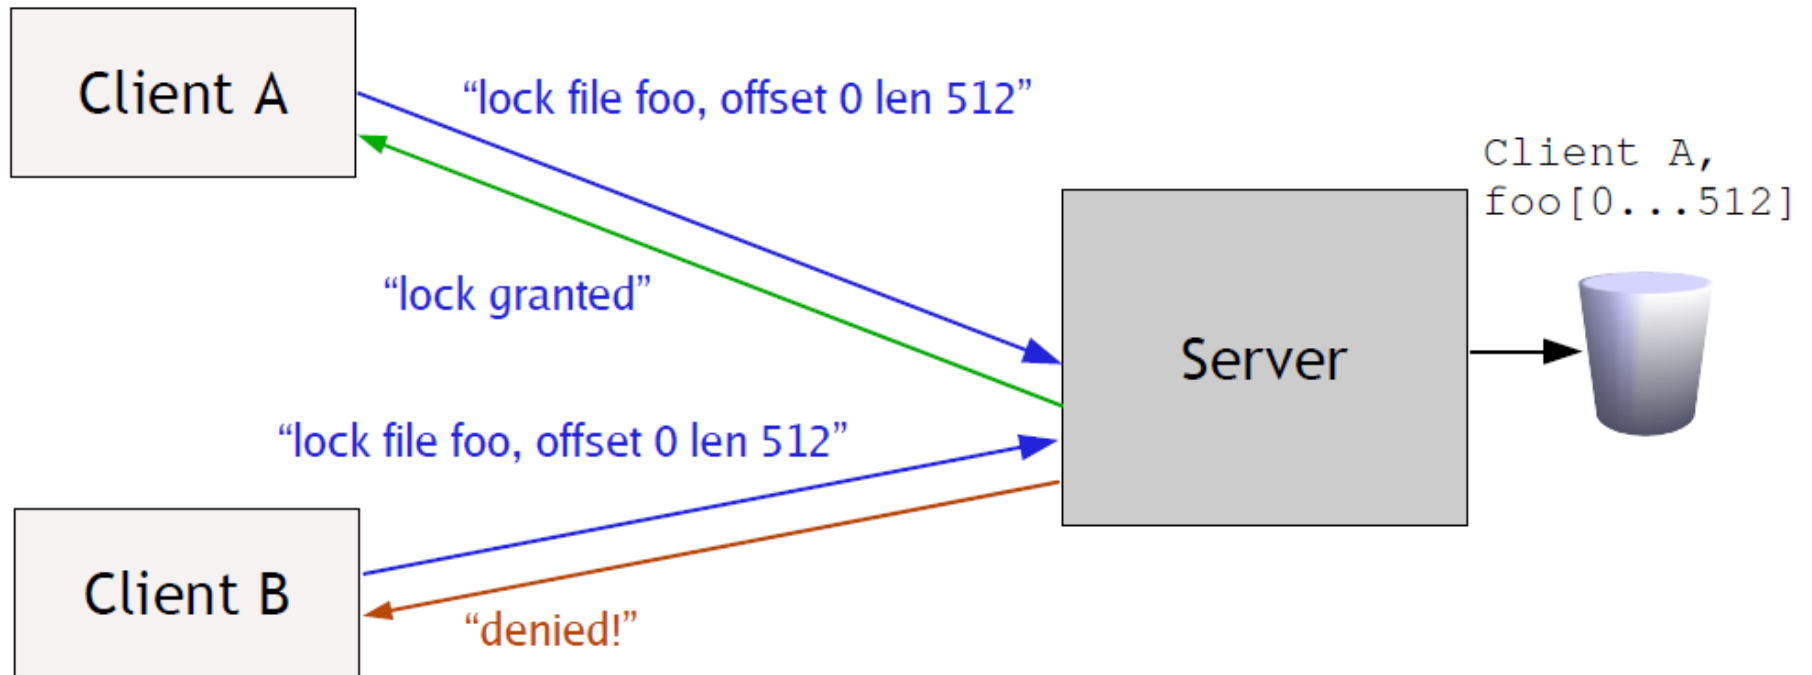 Client A
“lock file foo, offset 0 len 512”
Client A,
foo[0...512]
“lock granted”
Server
“lock file foo, offset 0 len 512”
Client B
“denied!”